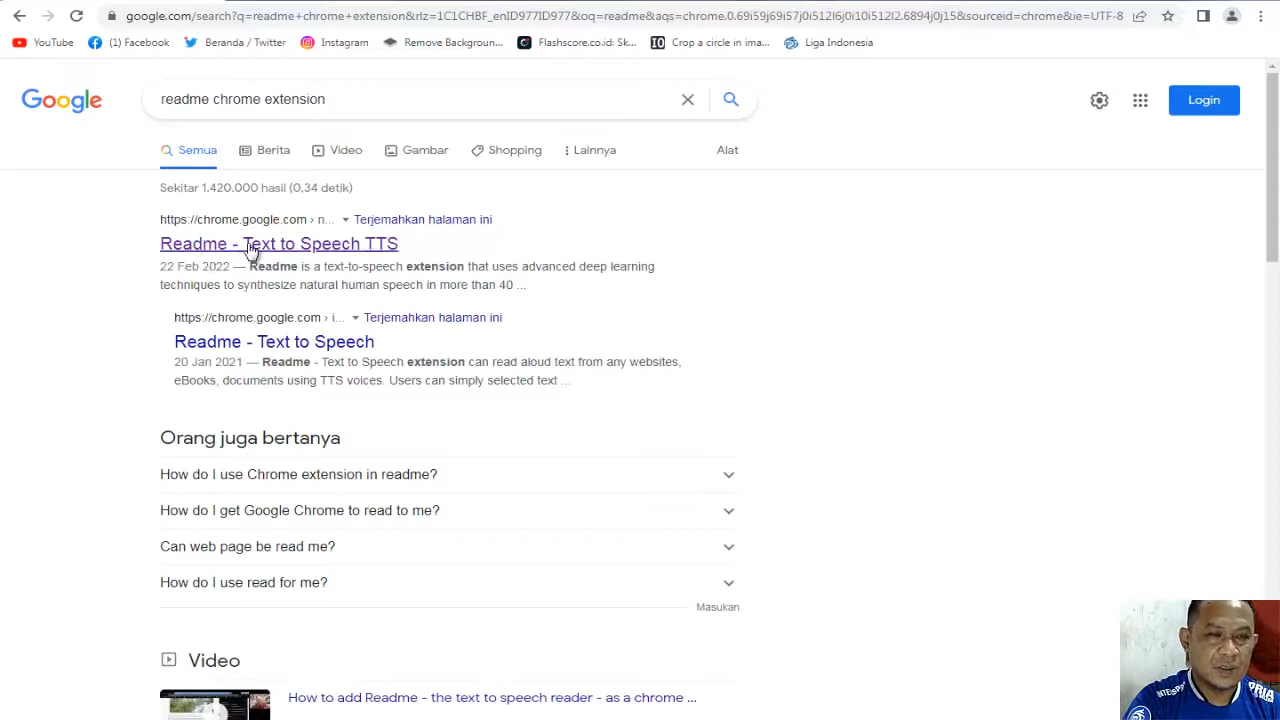 google.com/search?q=readme+chrome+extension&rlz=1C1CHBF_enID977ID977&oq=readme&aqs=chrome.0.69i59j69i57j0i512l6j0i10i512l2.6894j0j15&sourceid=chrome&ie=UTF-8
YouTube
(1) Facebook
Beranda / Twitter
Instagram
Remove Backgroun...
Flashscore.co.id: Sk...
Crop a circle in ima...
Liga Indonesia
Google
readme chrome extension
Login
Semua
Berita
Video
Gambar
Shopping
Lainnya
Alat
Sekitar 1.420.000 hasil (0,34 detik)
https://chrome.google.com › n... Terjemahkan halaman ini
Readme - Text to Speech TTS
22 Feb 2022 — Readme is a text-to-speech extension that uses advanced deep learning
techniques to synthesize natural human speech in more than 40 ...
https://chrome.google.com › i... Terjemahkan halaman ini
Readme - Text to Speech
20 Jan 2021 — Readme - Text to Speech extension can read aloud text from any websites,
eBooks, documents using TTS voices. Users can simply selected text ...
Orang juga bertanya
How do I use Chrome extension in readme?
How do I get Google Chrome to read to me?
Can web page be read me?
How do I use read for me?
Masukan
Video
How to add Readme - the text to speech reader - as a chrome ...